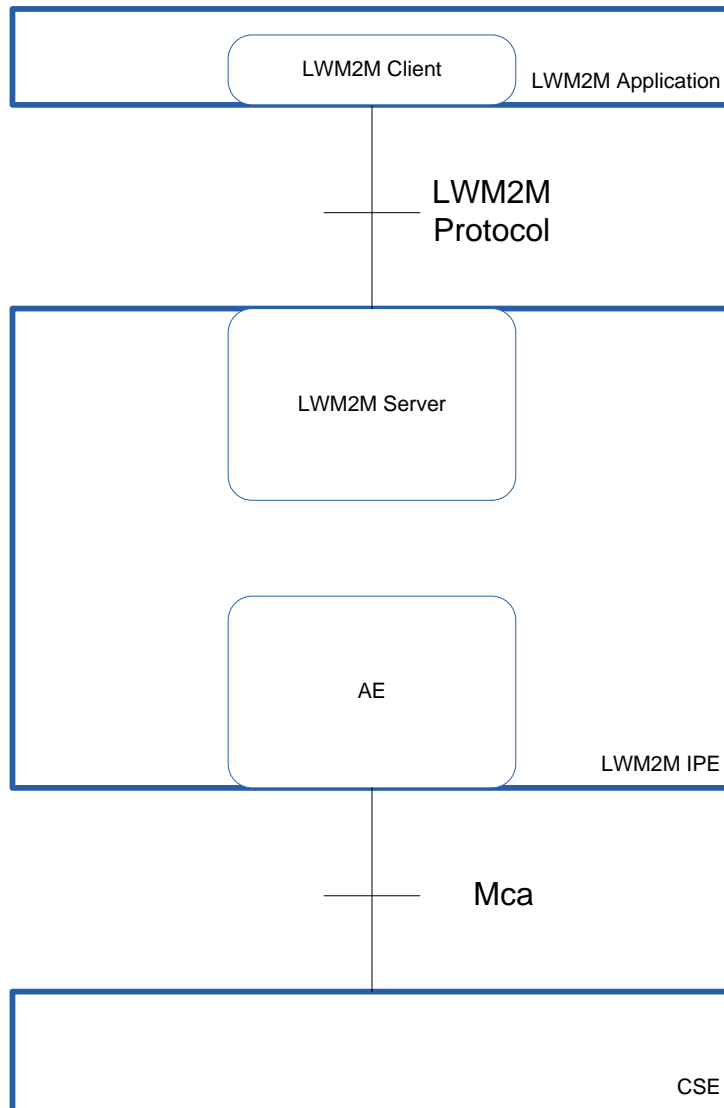 LWM2M Client
LWM2M Application
LWM2M
Protocol
LWM2M Server
AE
LWM2M IPE
Mca
CSE